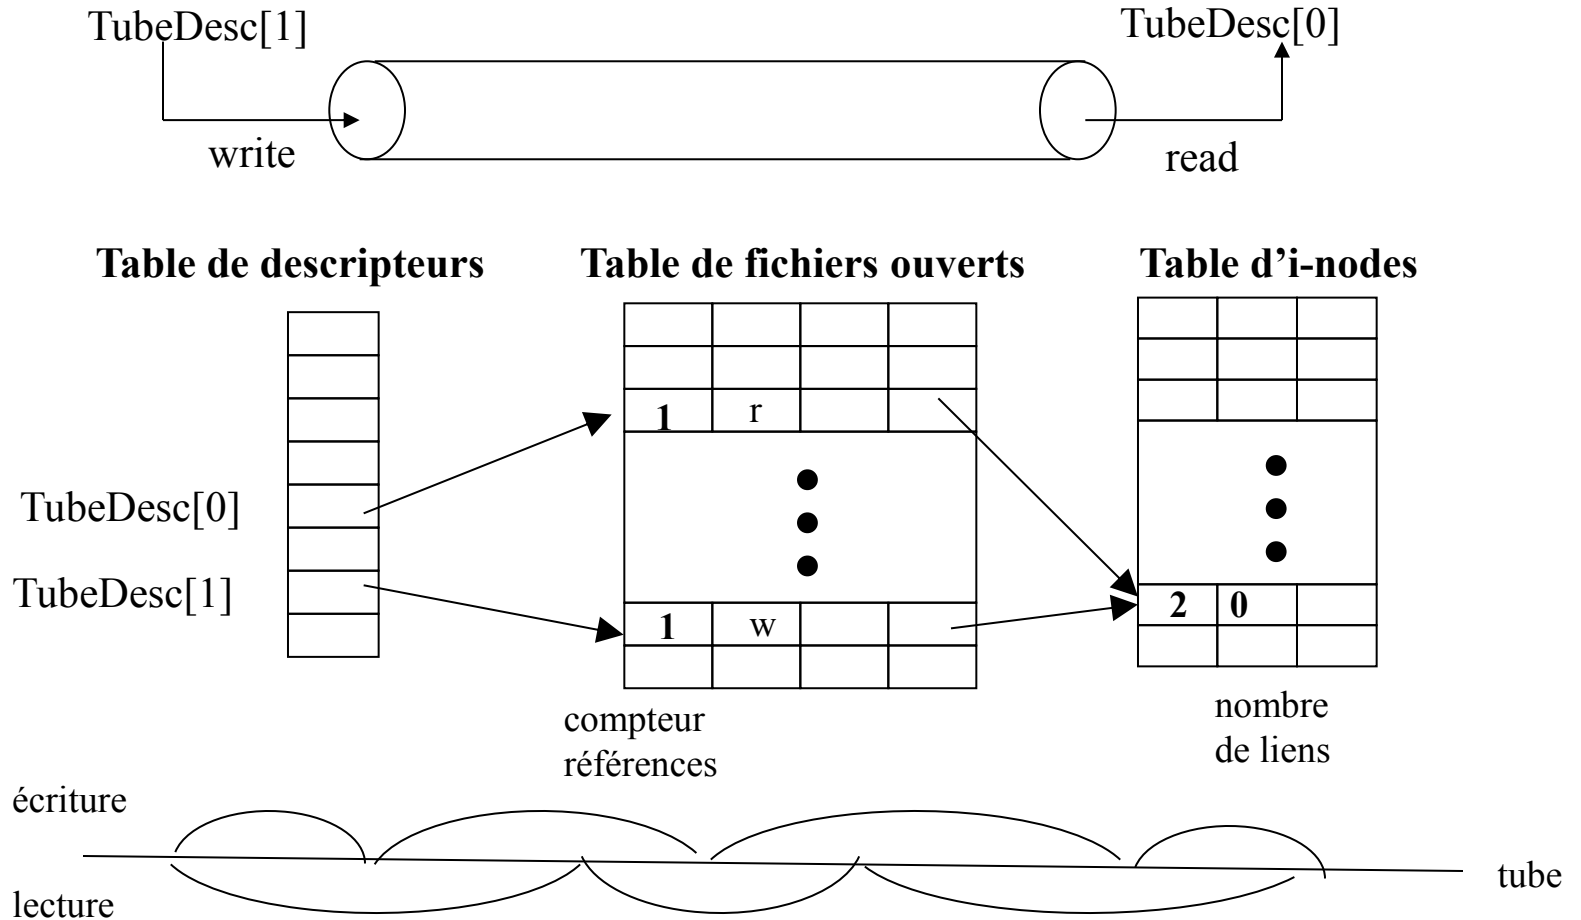 TubeDesc[1]
TubeDesc[0]
write
read
Table de descripteurs
Table de fichiers ouverts
Table d’i-nodes
1 r
TubeDesc[0]
TubeDesc[1]
1 w
2 0
compteur
références
nombre
de liens
écriture
tube
lecture